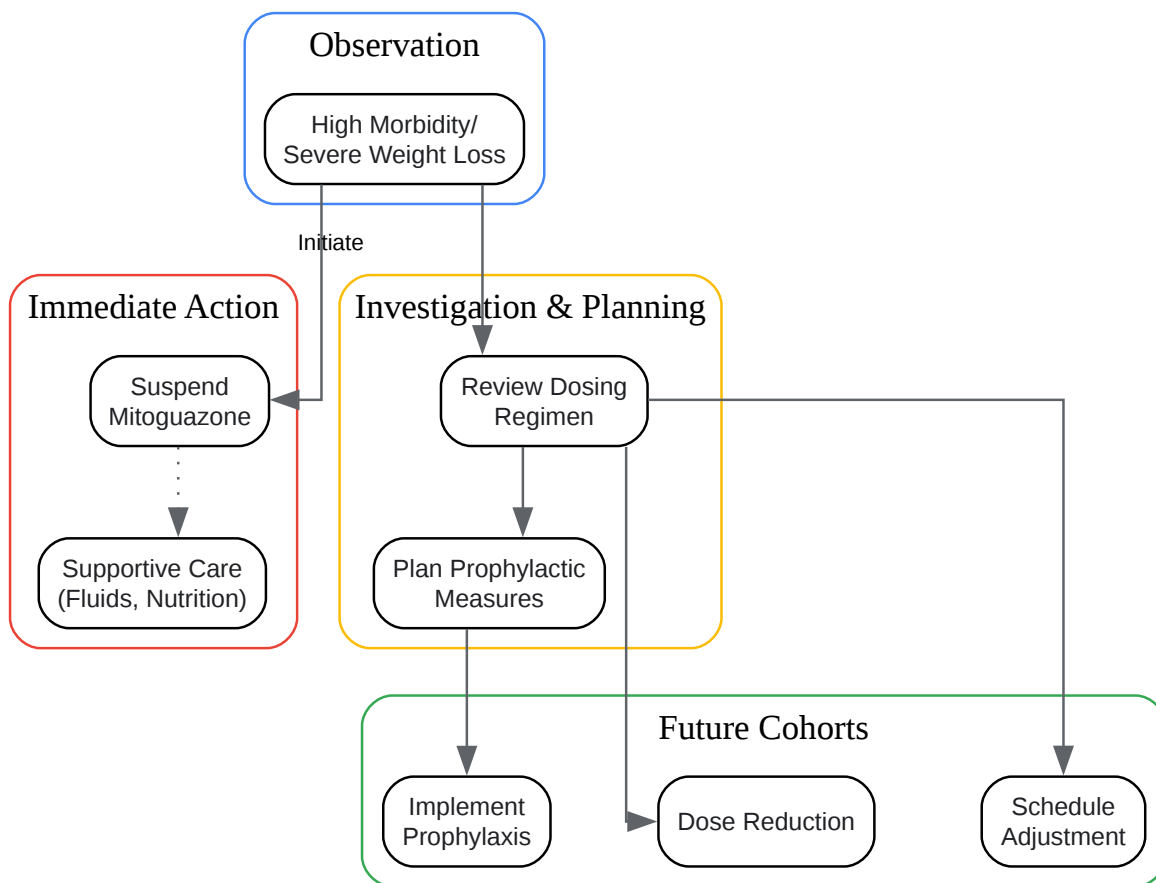 Observation
High Morbidity/
Severe Weight Loss
Initiate
Immediate Action
Suspend
Mitoguazone
Supportive Care
(Fluids, Nutrition)
Investigation & Planning
Review Dosing
Regimen
Plan Prophylactic
Measures
Future Cohorts
Implement
Prophylaxis
Dose Reduction
Schedule
Adjustment